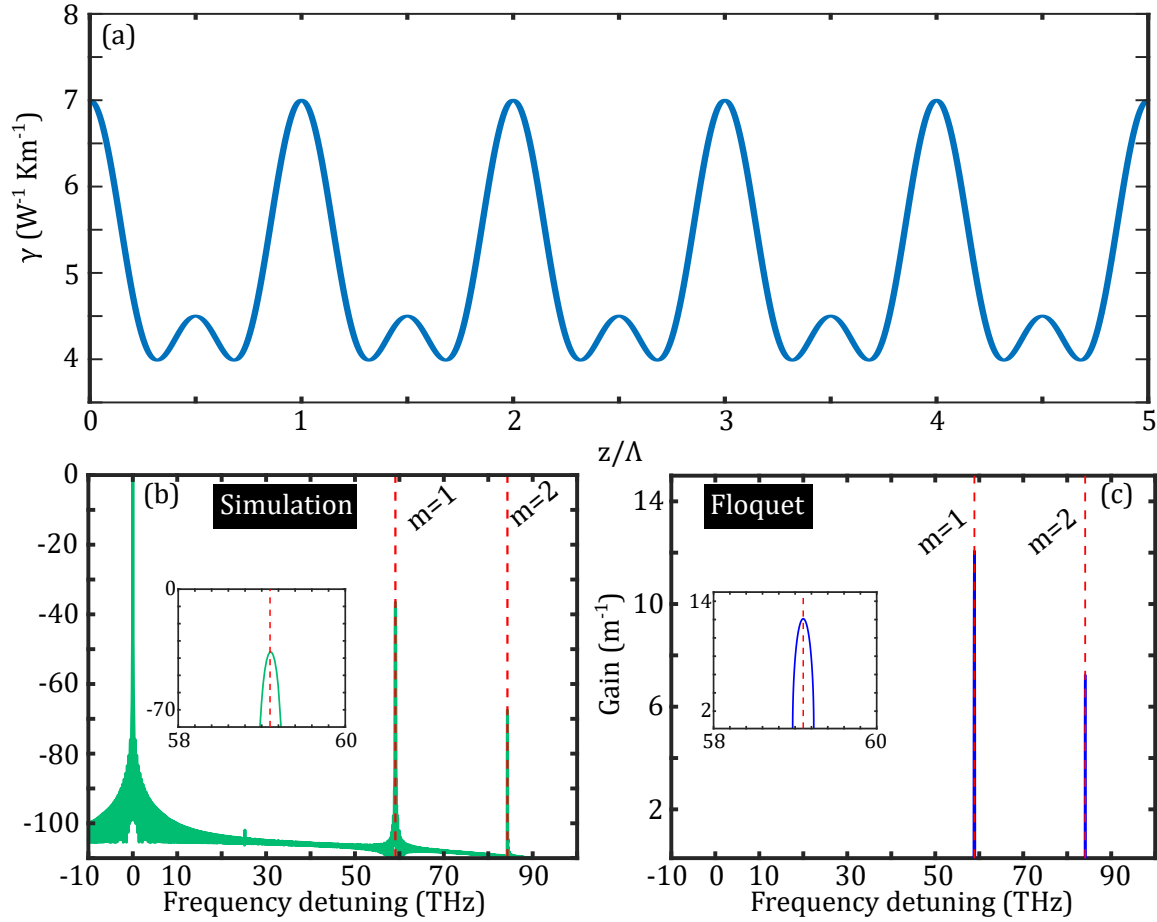 (a)
γ (W⁻¹ Km⁻¹)
8
7
6
5
4
0 1 2 3 4 5
z/Λ
(b)
Simulation
m=1
m=2
0
-20
-40
-60
-80
-100
0
-70
58 60
-10 0 10 30 50 70 90
Frequency detuning (THz)
(c)
Floquet
m=1
m=2
Gain (m⁻¹)
14
12
10
8
6
4
2
14
2
58 60
-10 0 10 30 50 70 90
Frequency detuning (THz)